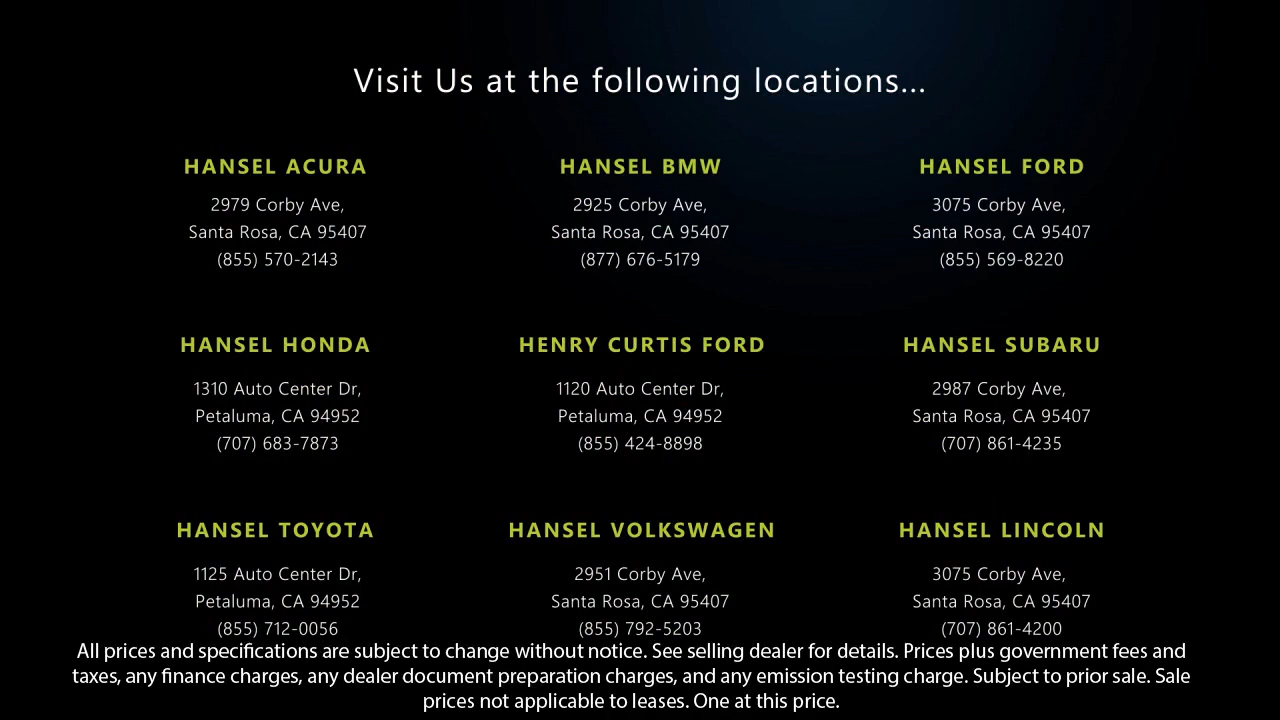 Visit Us at the following locations...
HANSEL ACURA
2979 Corby Ave,
Santa Rosa, CA 95407
(855) 570-2143
HANSEL BMW
2925 Corby Ave,
Santa Rosa, CA 95407
(877) 676-5179
HANSEL FORD
3075 Corby Ave,
Santa Rosa, CA 95407
(855) 569-8220
HANSEL HONDA
1310 Auto Center Dr,
Petaluma, CA 94952
(707) 683-7873
HENRY CURTIS FORD
1120 Auto Center Dr,
Petaluma, CA 94952
(855) 424-8898
HANSEL SUBARU
2987 Corby Ave,
Santa Rosa, CA 95407
(707) 861-4235
HANSEL TOYOTA
1125 Auto Center Dr,
Petaluma, CA 94952
(855) 712-0056
HANSEL VOLKSWAGEN
2951 Corby Ave,
Santa Rosa, CA 95407
(855) 792-5203
HANSEL LINCOLN
3075 Corby Ave,
Santa Rosa, CA 95407
(707) 861-4200
All prices and specifications are subject to change without notice. See selling dealer for details. Prices plus government fees and
taxes, any finance charges, any dealer document preparation charges, and any emission testing charge. Subject to prior sale. Sale
prices not applicable to leases. One at this price.